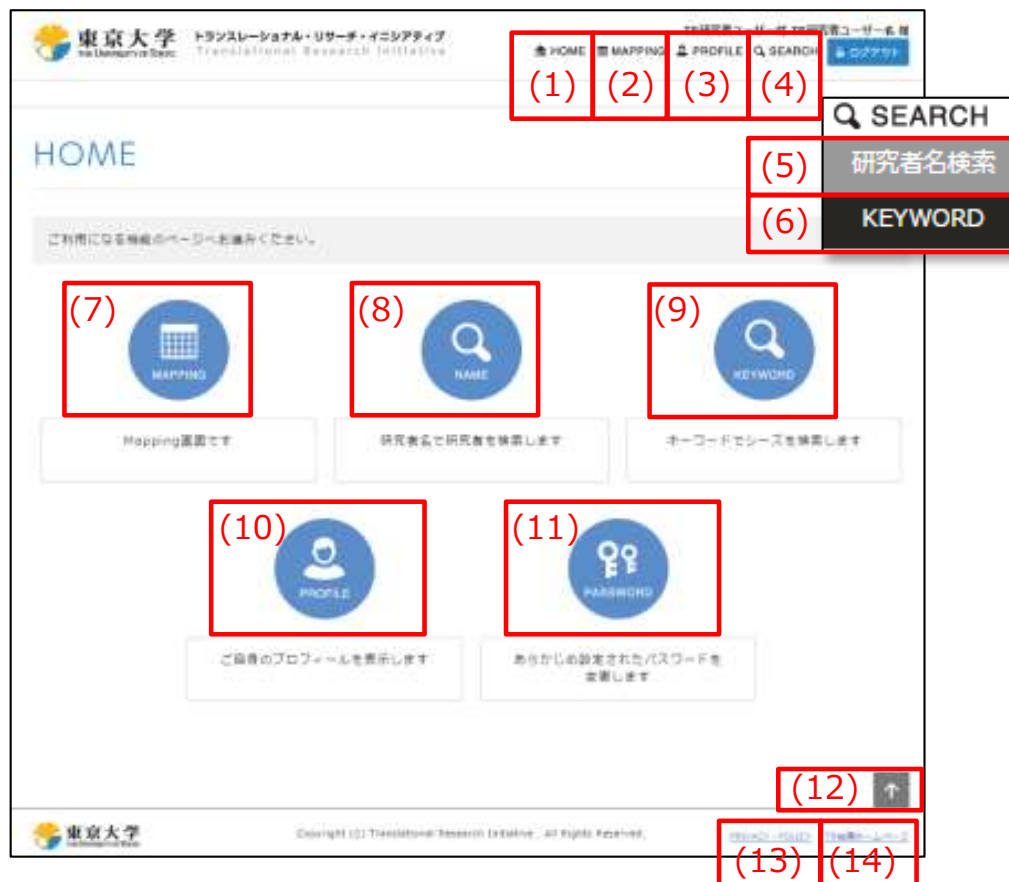 東京大学
THE UNIVERSITY OF TOKYO
トランスレーショナル・リサーチ・イニシアティブ
Translational Research Initiative
HOME
MAPPING
PROFILE
SEARCH
ログアウト
(1)
(2)
(3)
(4)
SEARCH
(5) 研究者名検索
(6) KEYWORD
HOME
ご利用になる機能のページへお進みください。
(7)
MAPPING
(8)
NAME
(9)
KEYWORD
Mapping画面です
研究者名で研究者を検索します
キーワードでシーズを検索します
(10)
PROFILE
(11)
PASSWORD
ご自身のプロフィールを表示します
あらかじめ設定されたパスワードを
変更します
(12)
東京大学
Copyright (C) Translational Research Initiative , All Rights Reserved.
PRIVACY POLICY
(13)
(14)